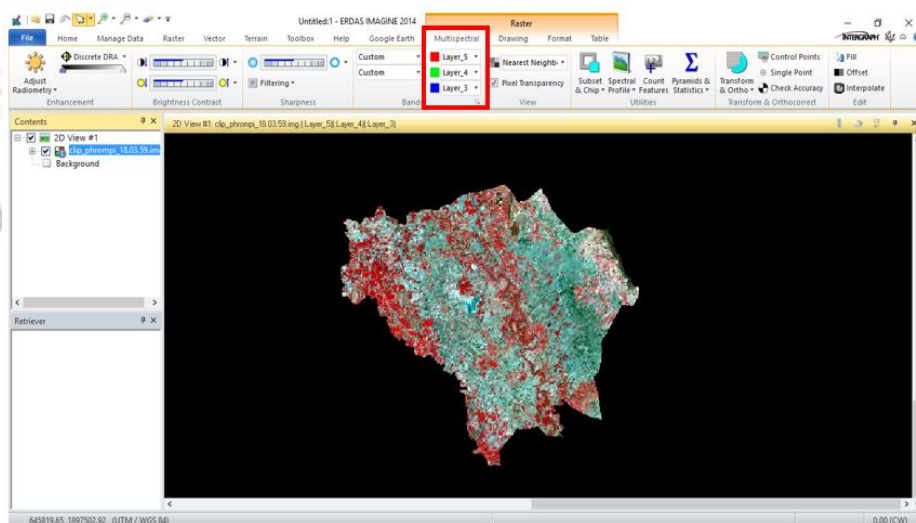 Untitled:1 - ERDAS IMAGINE 2014
Raster
File Home Manage Data Raster Vector Terrain Toolbox Help Google Earth Multispectral Drawing Format Table
INTERGRAPH
Adjust Radiometry
Discrete DRA
Enhancement
Brightness Contrast
Filtering
Sharpness
Custom
Custom
Layer_5
Layer_4
Layer_3
Bands
Nearest Neighb
Pixel Transparency
View
Subset & Chip
Spectral Profile
Count Features
Pyramids & Statistics
Utilities
Transform & Ortho
Control Points
Single Point
Check Accuracy
Transform & Orthocorrect
Fill
Offset
Interpolate
Edit
Contents
2D View #1
clip_phrompi_18.03.59.im
Background
Retriever
2D View #1: clip_phrompi_18.03.59.img (:Layer_5)(:Layer_4)(:Layer_3)
645819.65, 1897502.92 (UTM / WGS 84)
0.00 (CW)